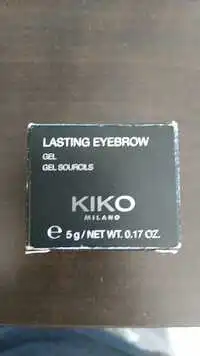 LASTING EYEBROW
GEL
GEL SOURCILS
KIKO
MILANO
℮ 5 g / NET WT. 0.17 OZ.